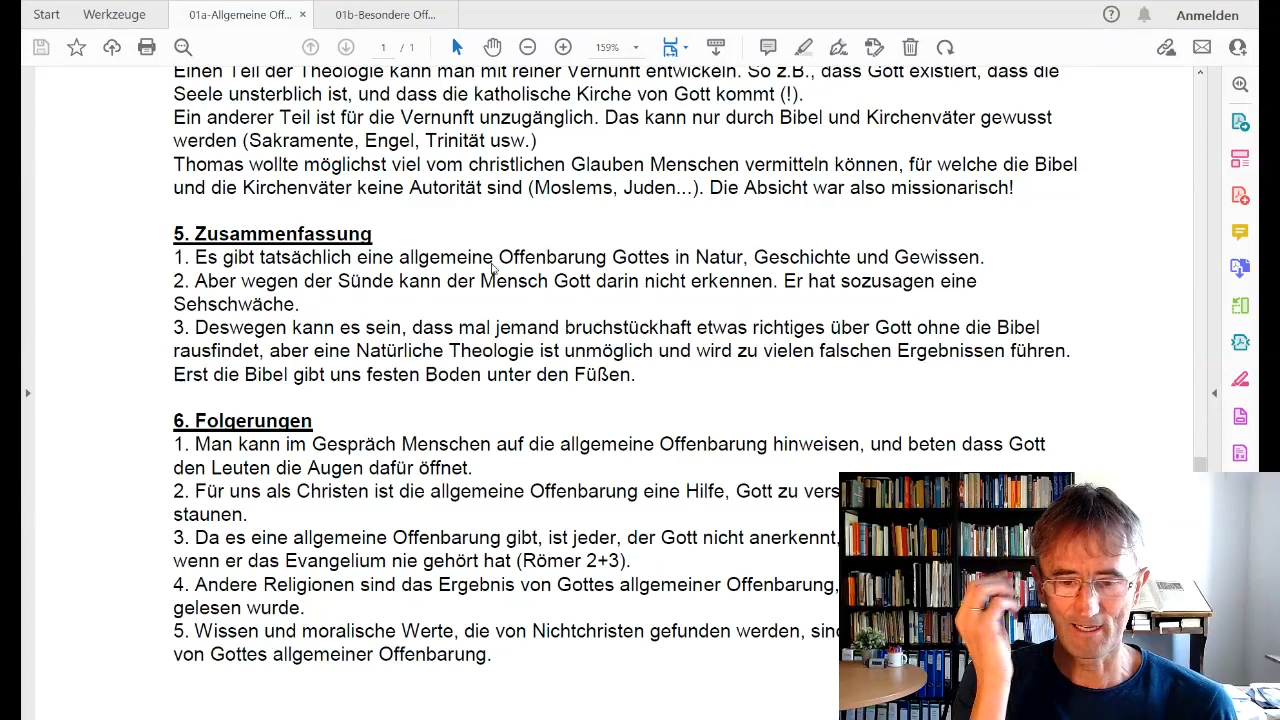 Start Werkzeuge 01a-Allgemeine Off... × 01b-Besondere Off... Anmelden
1 / 1 159%
Einen Teil der Theologie kann man mit reiner Vernunft entwickeln. So z.B., dass Gott existiert, dass die
Seele unsterblich ist, und dass die katholische Kirche von Gott kommt (!).
Ein anderer Teil ist für die Vernunft unzugänglich. Das kann nur durch Bibel und Kirchenväter gewusst
werden (Sakramente, Engel, Trinität usw.)
Thomas wollte möglichst viel vom christlichen Glauben Menschen vermitteln können, für welche die Bibel
und die Kirchenväter keine Autorität sind (Moslems, Juden...). Die Absicht war also missionarisch!
5. Zusammenfassung
1. Es gibt tatsächlich eine allgemeine Offenbarung Gottes in Natur, Geschichte und Gewissen.
2. Aber wegen der Sünde kann der Mensch Gott darin nicht erkennen. Er hat sozusagen eine
Sehschwäche.
3. Deswegen kann es sein, dass mal jemand bruchstückhaft etwas richtiges über Gott ohne die Bibel
rausfindet, aber eine Natürliche Theologie ist unmöglich und wird zu vielen falschen Ergebnissen führen.
Erst die Bibel gibt uns festen Boden unter den Füßen.
6. Folgerungen
1. Man kann im Gespräch Menschen auf die allgemeine Offenbarung hinweisen, und beten dass Gott
den Leuten die Augen dafür öffnet.
2. Für uns als Christen ist die allgemeine Offenbarung eine Hilfe, Gott zu
staunen.
3. Da es eine allgemeine Offenbarung gibt, ist jeder, der Gott nicht anerkennt,
wenn er das Evangelium nie gehört hat (Römer 2+3).
4. Andere Religionen sind das Ergebnis von Gottes allgemeiner Offenbarung,
gelesen wurde.
5. Wissen und moralische Werte, die von Nichtchristen gefunden werden,
von Gottes allgemeiner Offenbarung.